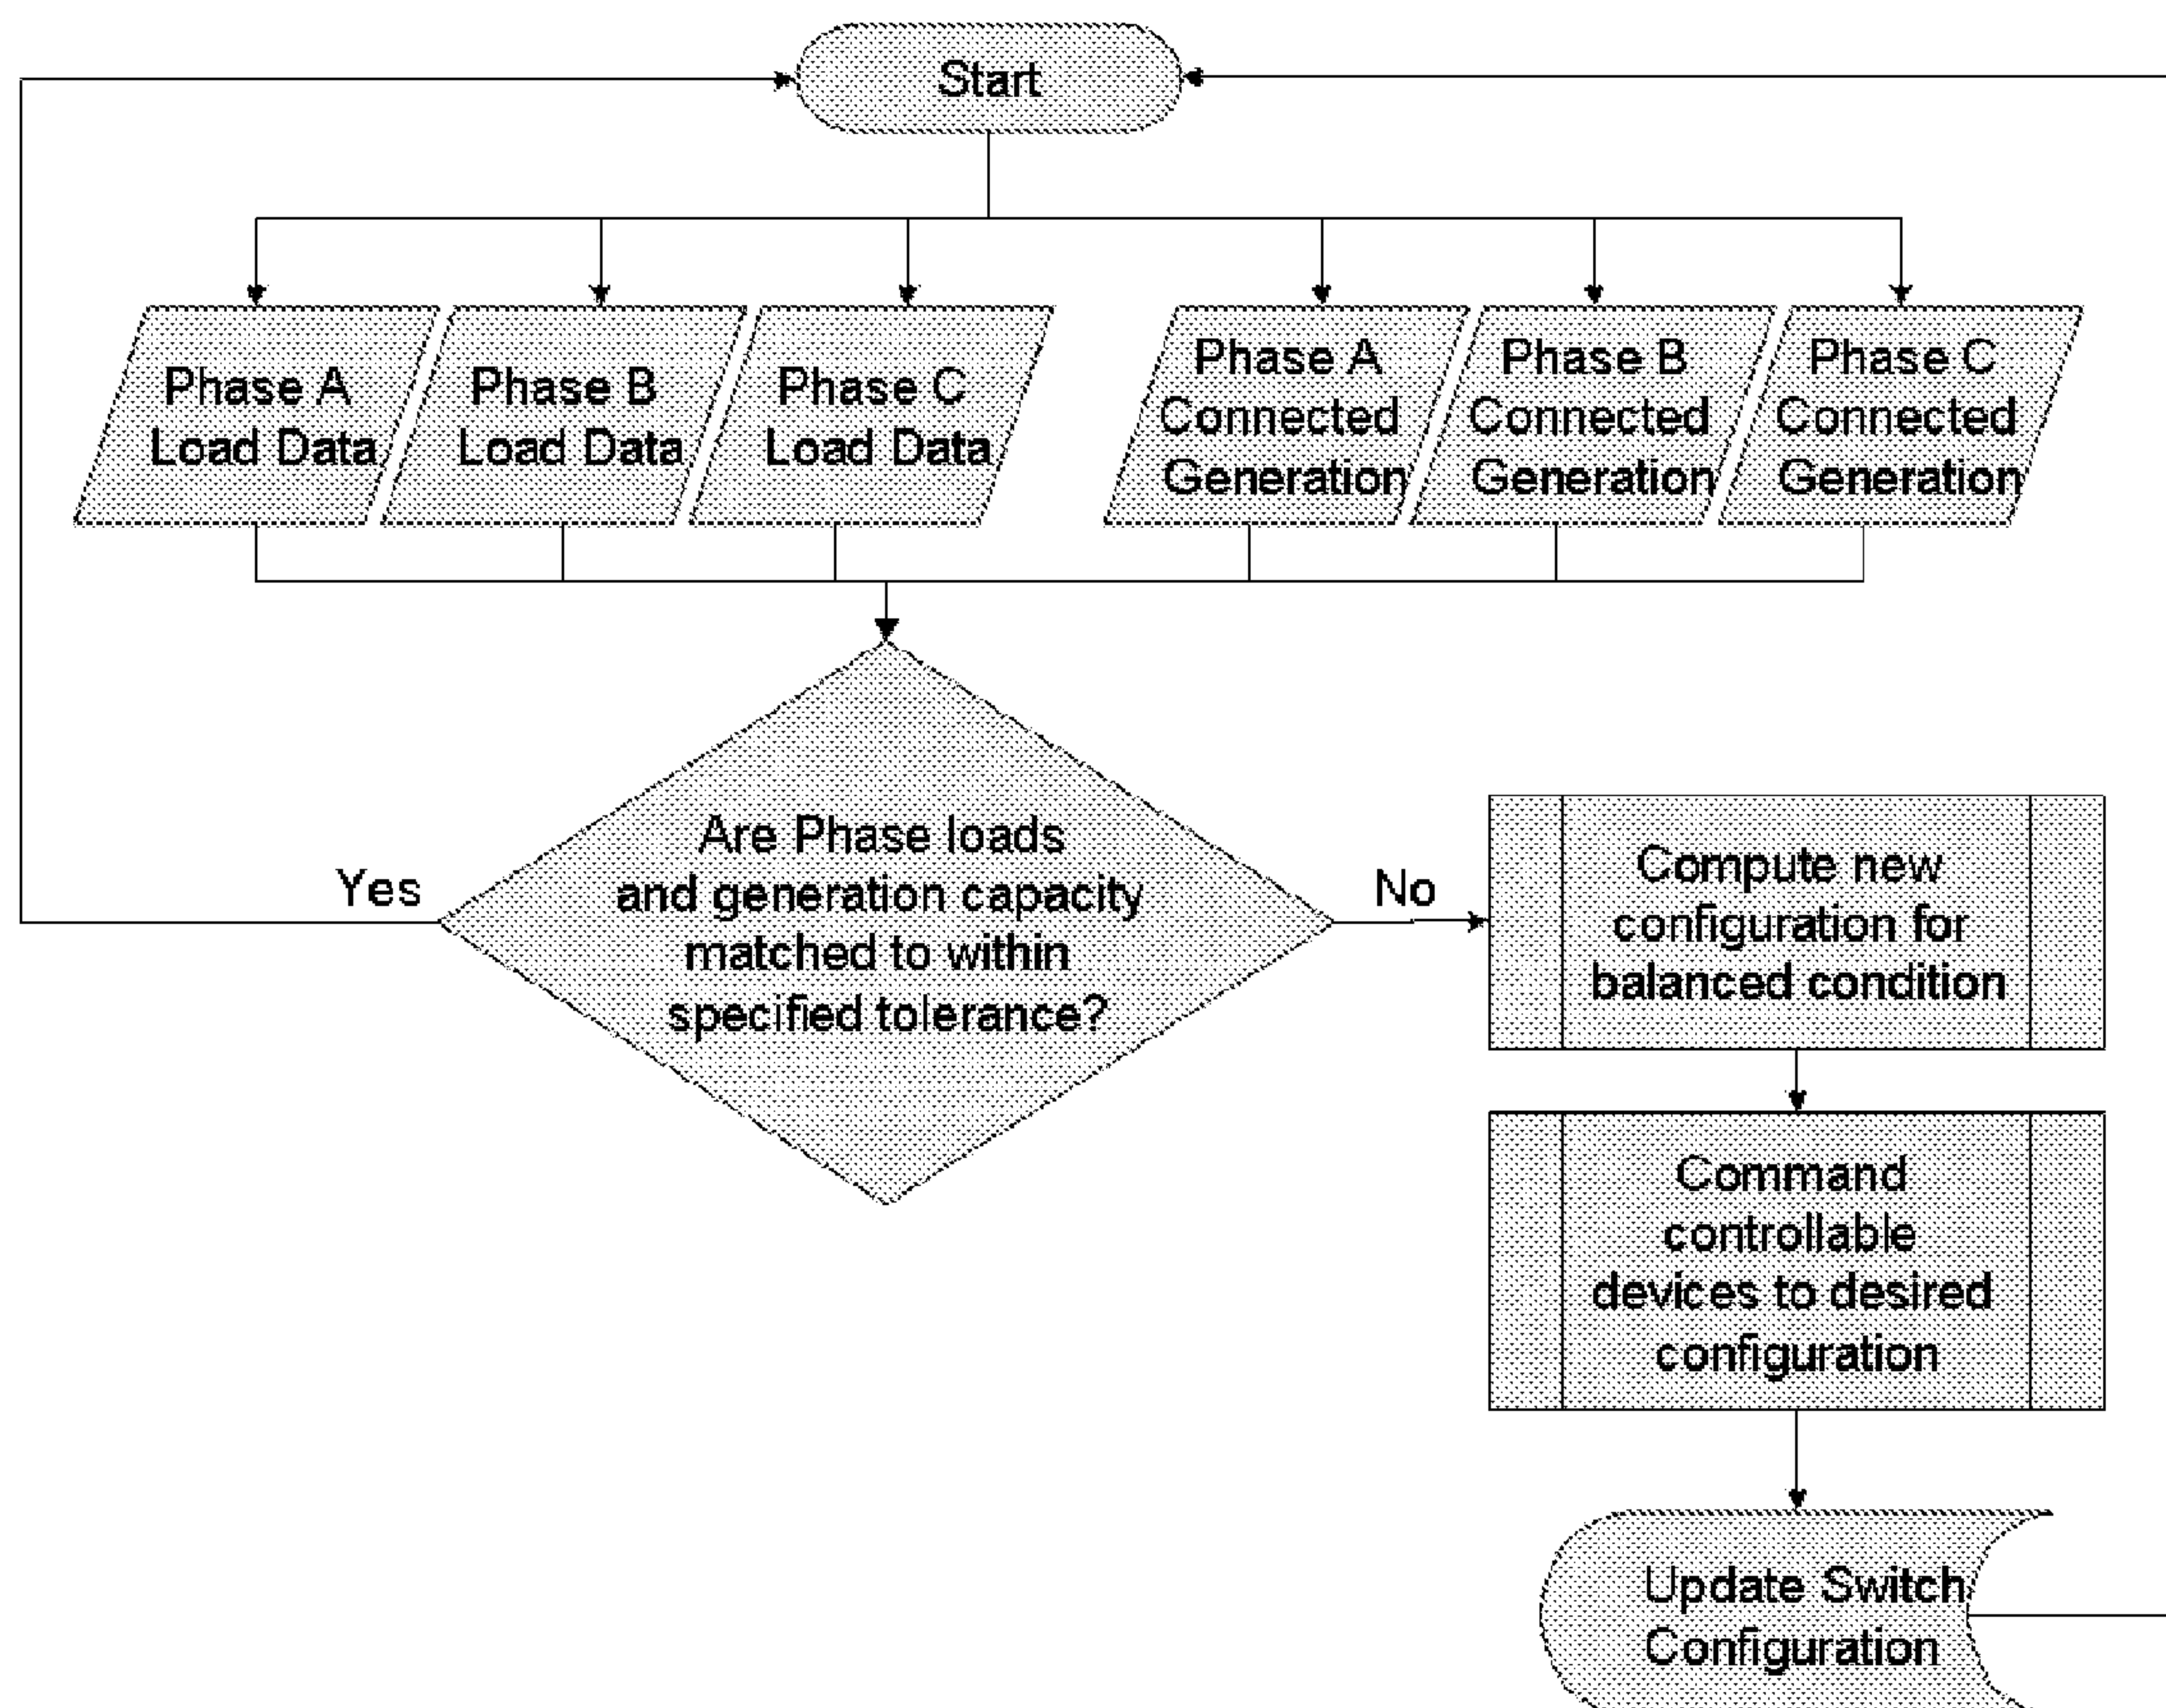 Start
Phase A
Load Data
Phase B
Load Data
Phase C
Load Data
Phase A
Connected
Generation
Phase B
Connected
Generation
Phase C
Connected
Generation
Are Phase loads
and generation capacity
matched to within
specified tolerance?
Yes
No
Compute new
configuration for
balanced condition
Command
controllable
devices to desired
configuration
Update Switch
Configuration